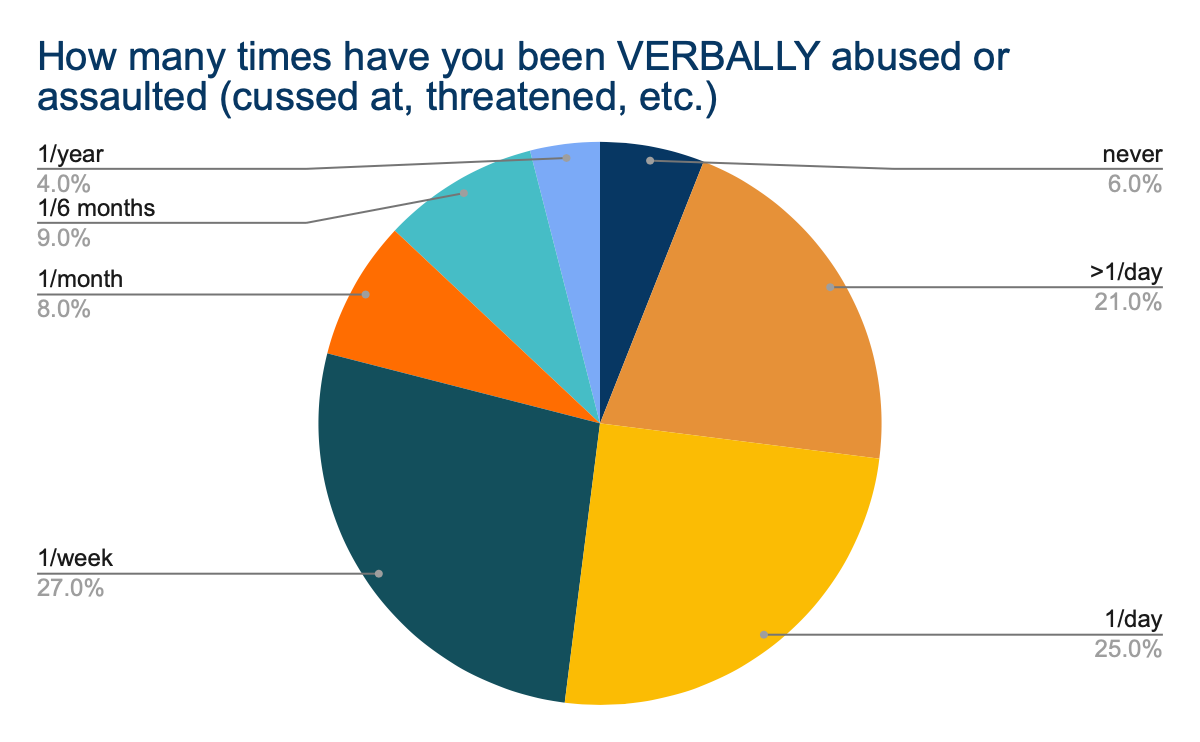 How many times have you been VERBALLY abused or
assaulted (cussed at, threatened, etc.)
1/year
4.0%
1/6 months
9.0%
1/month
8.0%
1/week
27.0%
never
6.0%
>1/day
21.0%
1/day
25.0%